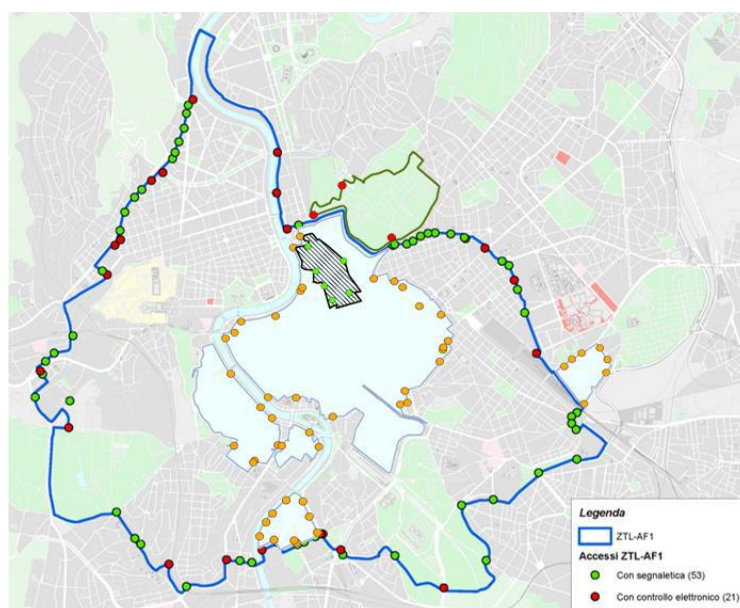 Legenda
ZTL-AF1
Accessi ZTL-AF1
Con segnaletica (53)
Con controllo elettronico (21)